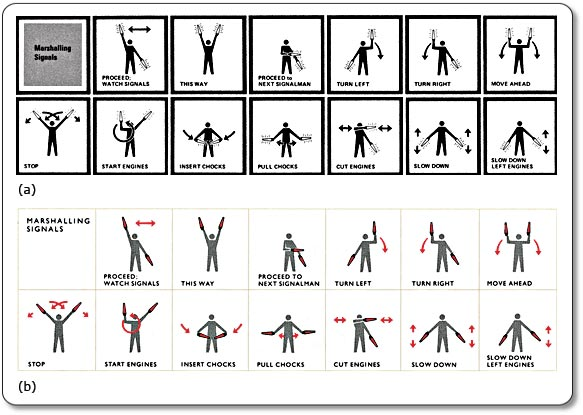 Marshalling
Signals
PROCEED:
WATCH SIGNALS
THIS WAY
PROCEED to
NEXT SIGNALMAN
TURN LEFT
TURN RIGHT
MOVE AHEAD
STOP
START ENGINES
INSERT CHOCKS
PULL CHOCKS
CUT ENGINES
SLOW DOWN
SLOW DOWN
LEFT ENGINES
(a)
MARSHALLING
SIGNALS
PROCEED:
WATCH SIGNALS
THIS WAY
PROCEED TO
NEXT SIGNALMAN
TURN LEFT
TURN RIGHT
MOVE AHEAD
STOP
START ENGINES
INSERT CHOCKS
PULL CHOCKS
CUT ENGINES
SLOW DOWN
SLOW DOWN
LEFT ENGINES
(b)